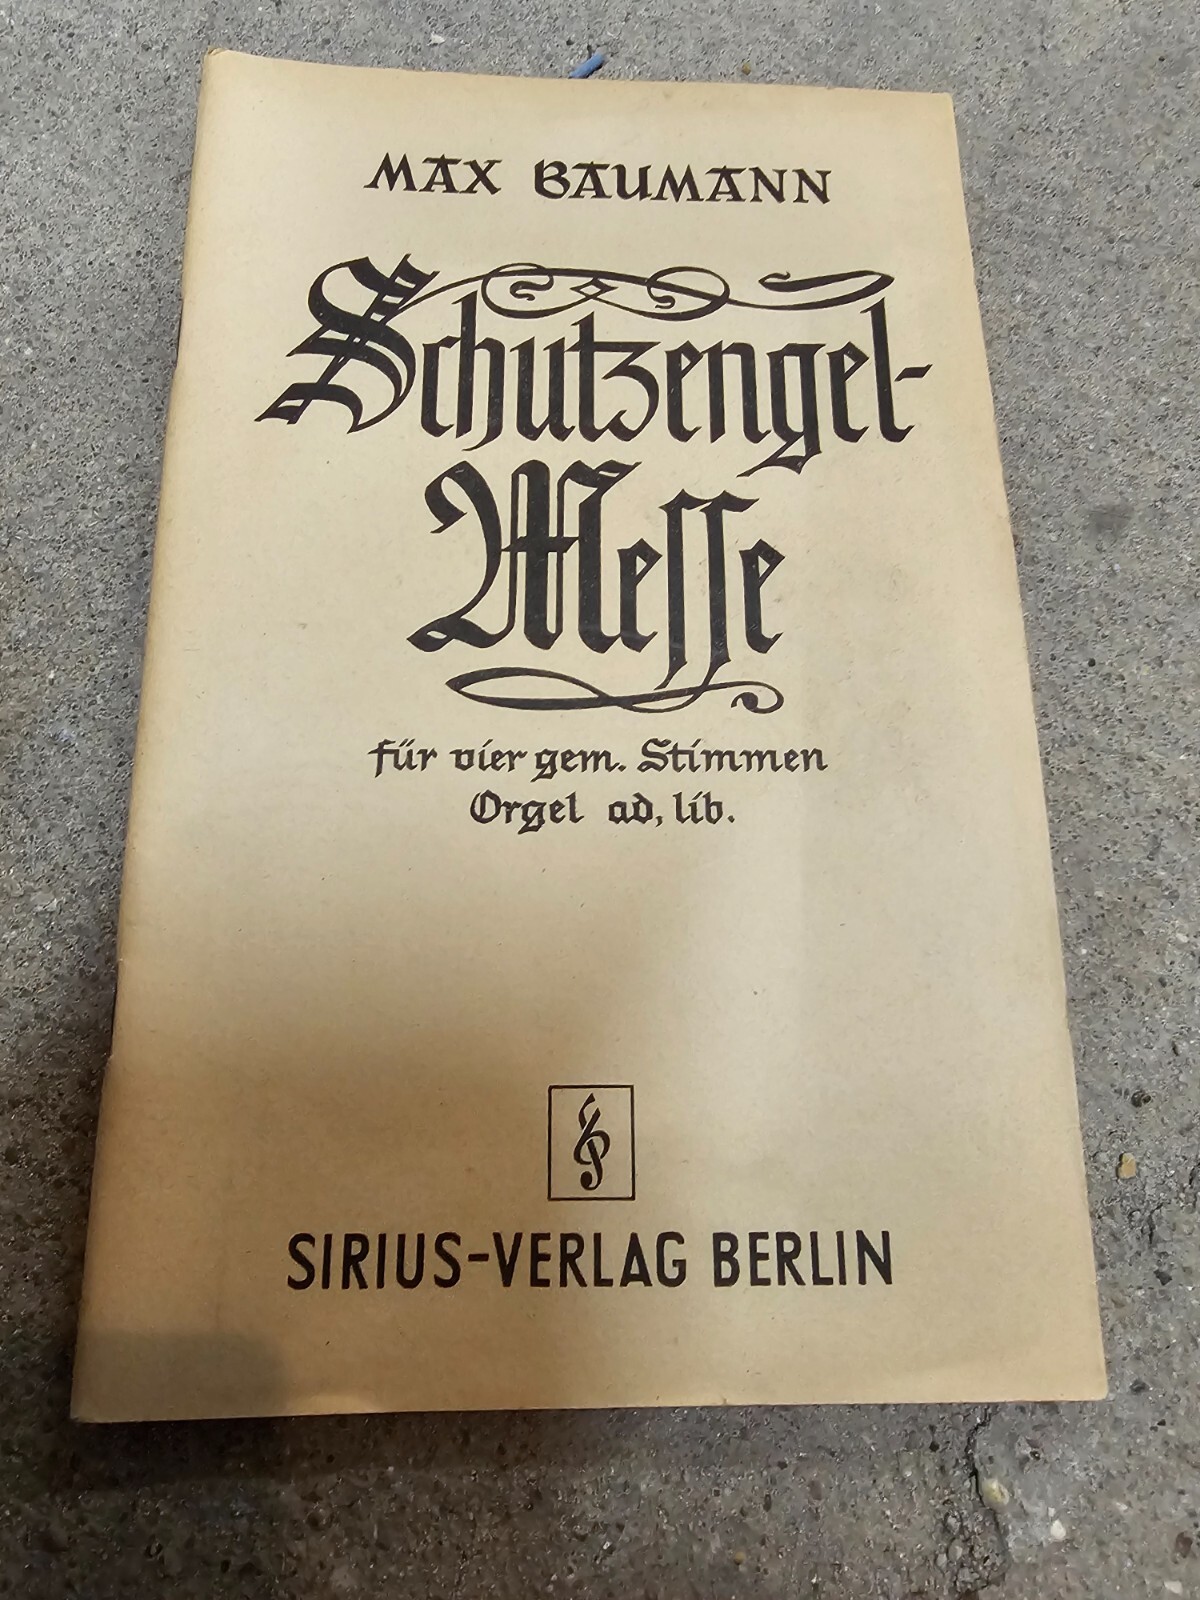 MAX BAUMANN
Schutzengel-
Messe
für vier gem. Stimmen
Orgel ad, lib.
SIRIUS-VERLAG BERLIN